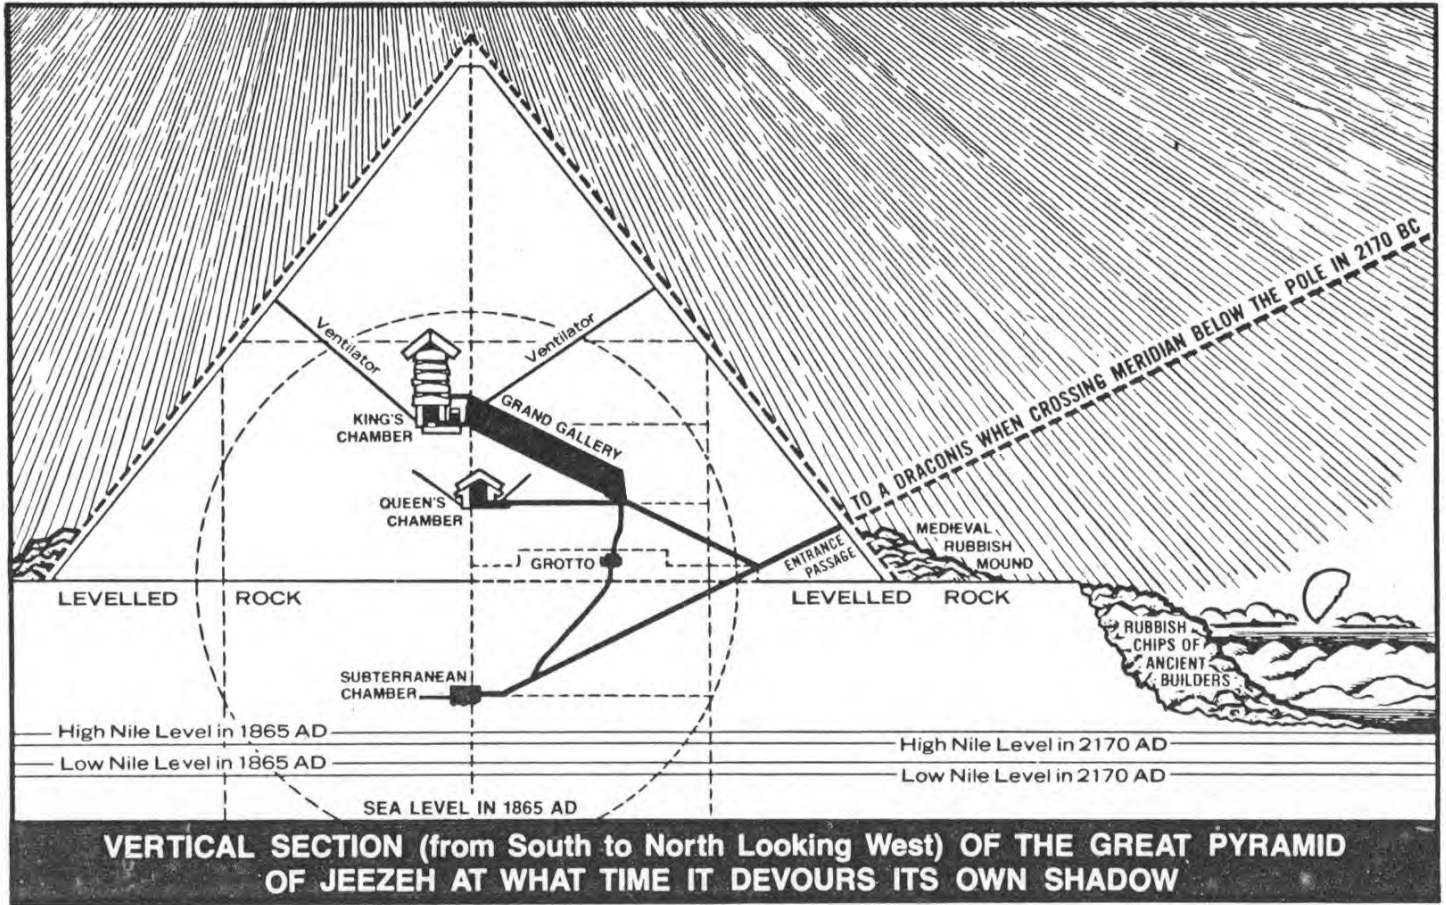 TO A DRACONIS WHEN CROSSING MERIDIAN BELOW THE POLE IN 2170 BC
Ventilator
Ventilator
KING'S
CHAMBER
GRAND GALLERY
QUEEN'S
CHAMBER
GROTTO
ENTRANCE
PASSAGE
MEDIEVAL
RUBBISH
MOUND
LEVELLED ROCK
LEVELLED ROCK
RUBBISH
CHIPS OF
ANCIENT
BUILDERS
SUBTERRANEAN
CHAMBER
High Nile Level in 1865 AD
High Nile Level in 2170 AD
Low Nile Level in 1865 AD
Low Nile Level in 2170 AD
SEA LEVEL IN 1865 AD
VERTICAL SECTION (from South to North Looking West) OF THE GREAT PYRAMID
OF JEEZEH AT WHAT TIME IT DEVOURS ITS OWN SHADOW